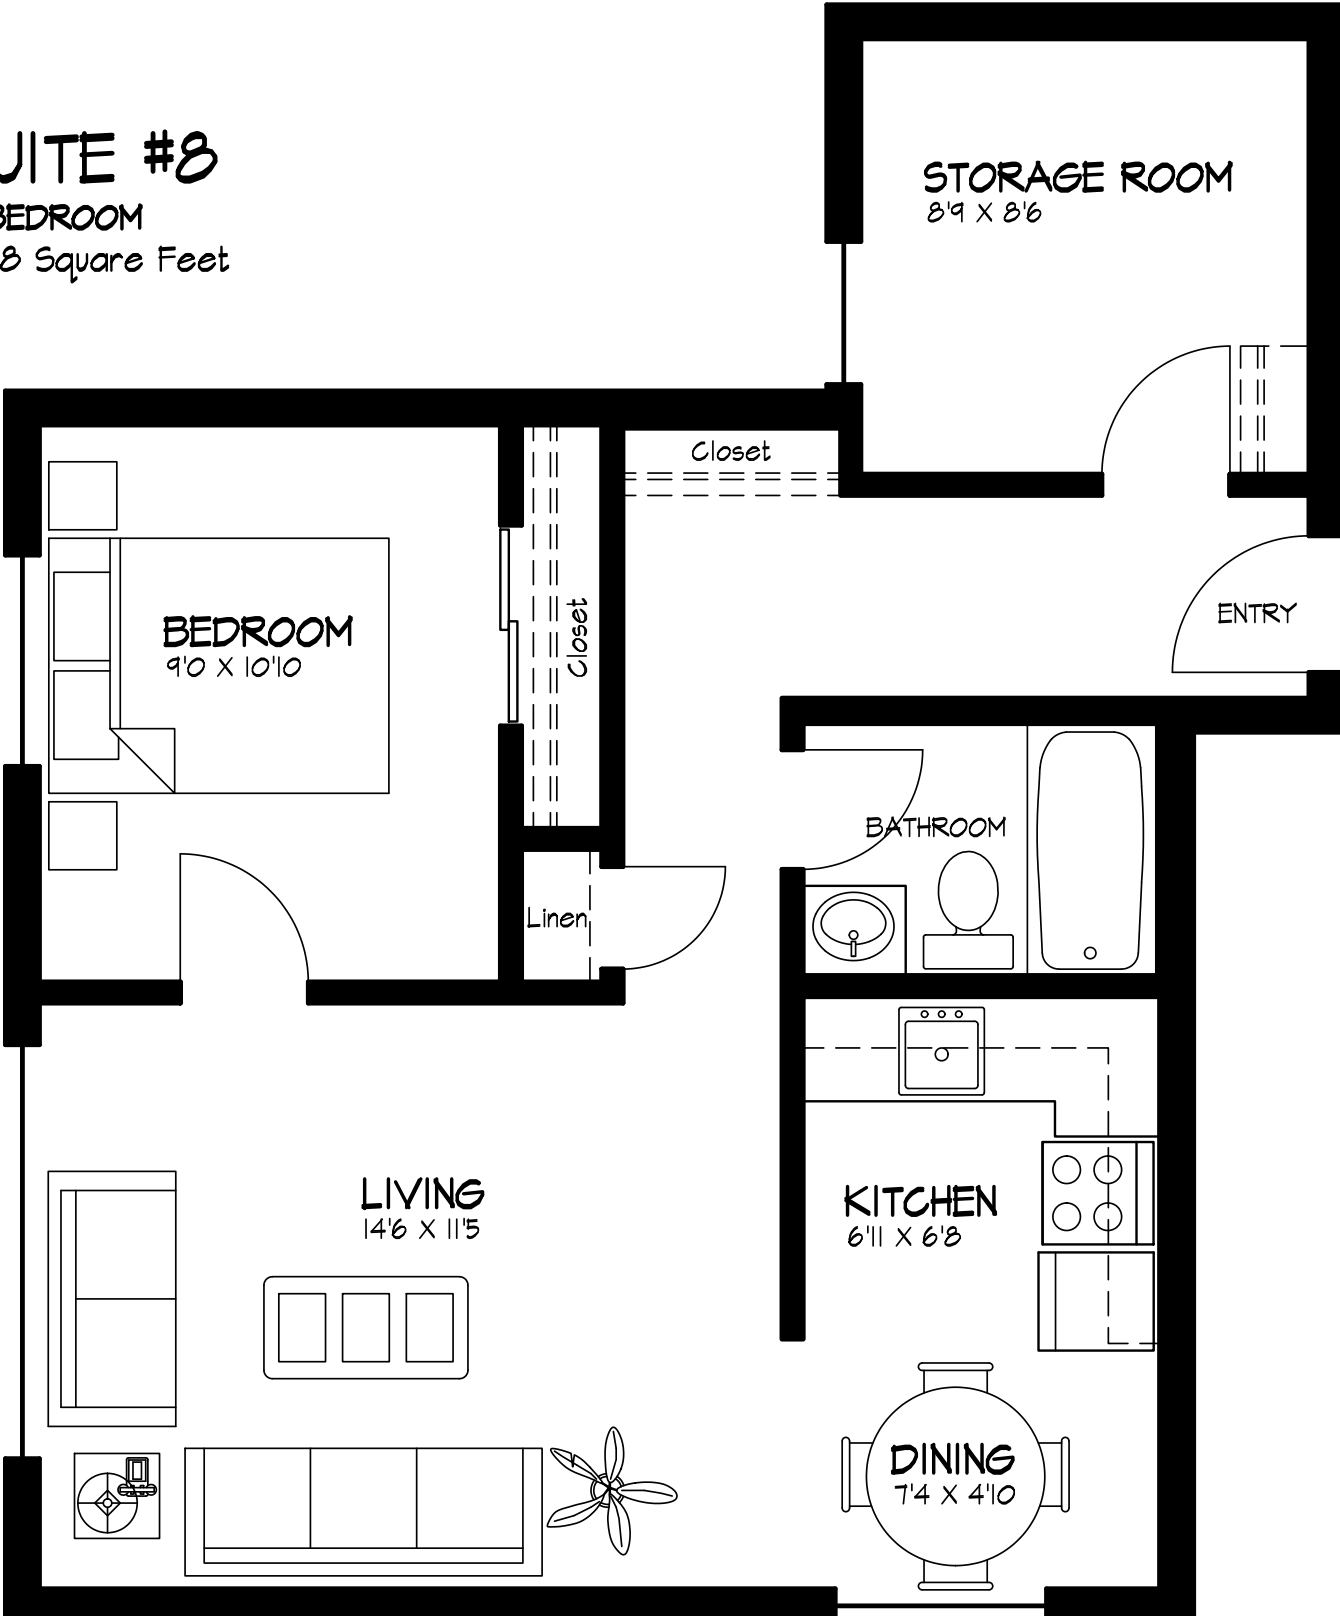 UITE #8
BEDROOM
8 Square Feet
STORAGE ROOM
8'9 X 8'6
Closet
Closet
BEDROOM
9'0 X 10'10
ENTRY
BATHROOM
Linen
LIVING
14'6 X 11'5
KITCHEN
6'11 X 6'8
DINING
7'4 X 4'10